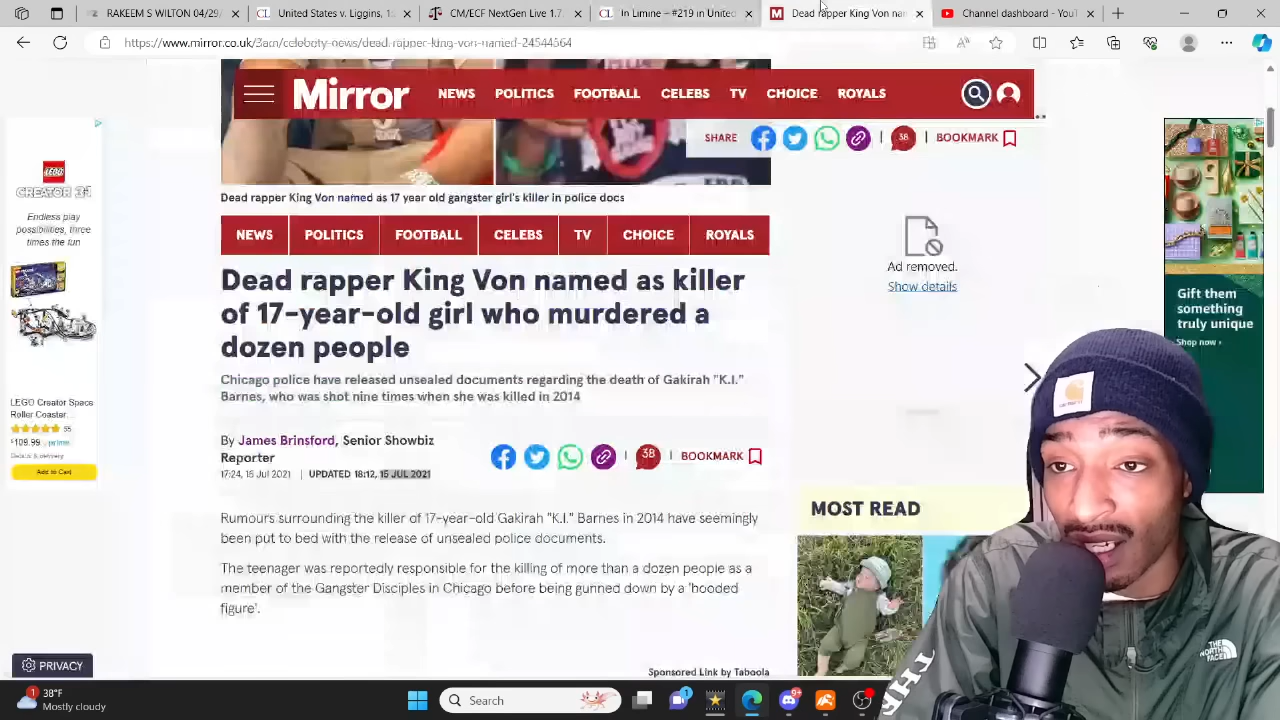 RAKEEM S WILTON 04/29/
United States v. Liggins, 1:
CM/ECF NextGen Live 1.7.
In Limine – #219 in United
Dead rapper King Von nan
Channel dashboard - YouT
https://www.mirror.co.uk/3am/celebrity-news/dead-rapper-king-von-named-24544564
Mirror
NEWS
POLITICS
FOOTBALL
CELEBS
TV
CHOICE
ROYALS
SHARE
38
BOOKMARK
Dead rapper King Von named as 17 year old gangster girl's killer in police docs
NEWS
POLITICS
FOOTBALL
CELEBS
TV
CHOICE
ROYALS
Dead rapper King Von named as killer
of 17-year-old girl who murdered a
dozen people
Chicago police have released unsealed documents regarding the death of Gakirah "K.I."
Barnes, who was shot nine times when she was killed in 2014
By James Brinsford, Senior Showbiz
Reporter
17:24, 15 Jul 2021 | UPDATED 18:12, 15 JUL 2021
38
BOOKMARK
Rumours surrounding the killer of 17-year-old Gakirah "K.I." Barnes in 2014 have seemingly
been put to bed with the release of unsealed police documents.
The teenager was reportedly responsible for the killing of more than a dozen people as a
member of the Gangster Disciples in Chicago before being gunned down by a 'hooded
figure'.
Sponsored Link by Taboola
LEGO
CREATOR 3in1
Endless play
possibilities, three
times the fun
LEGO Creator Space
Roller Coaster
55
$109.99 prime
Add to Cart
Ad removed.
Show details
MOST READ
Gift them
something
truly unique
Shop now ›
carhartt
THE
NORTH
FACE
PRIVACY
1
38°F
Mostly cloudy
Search
1
9+